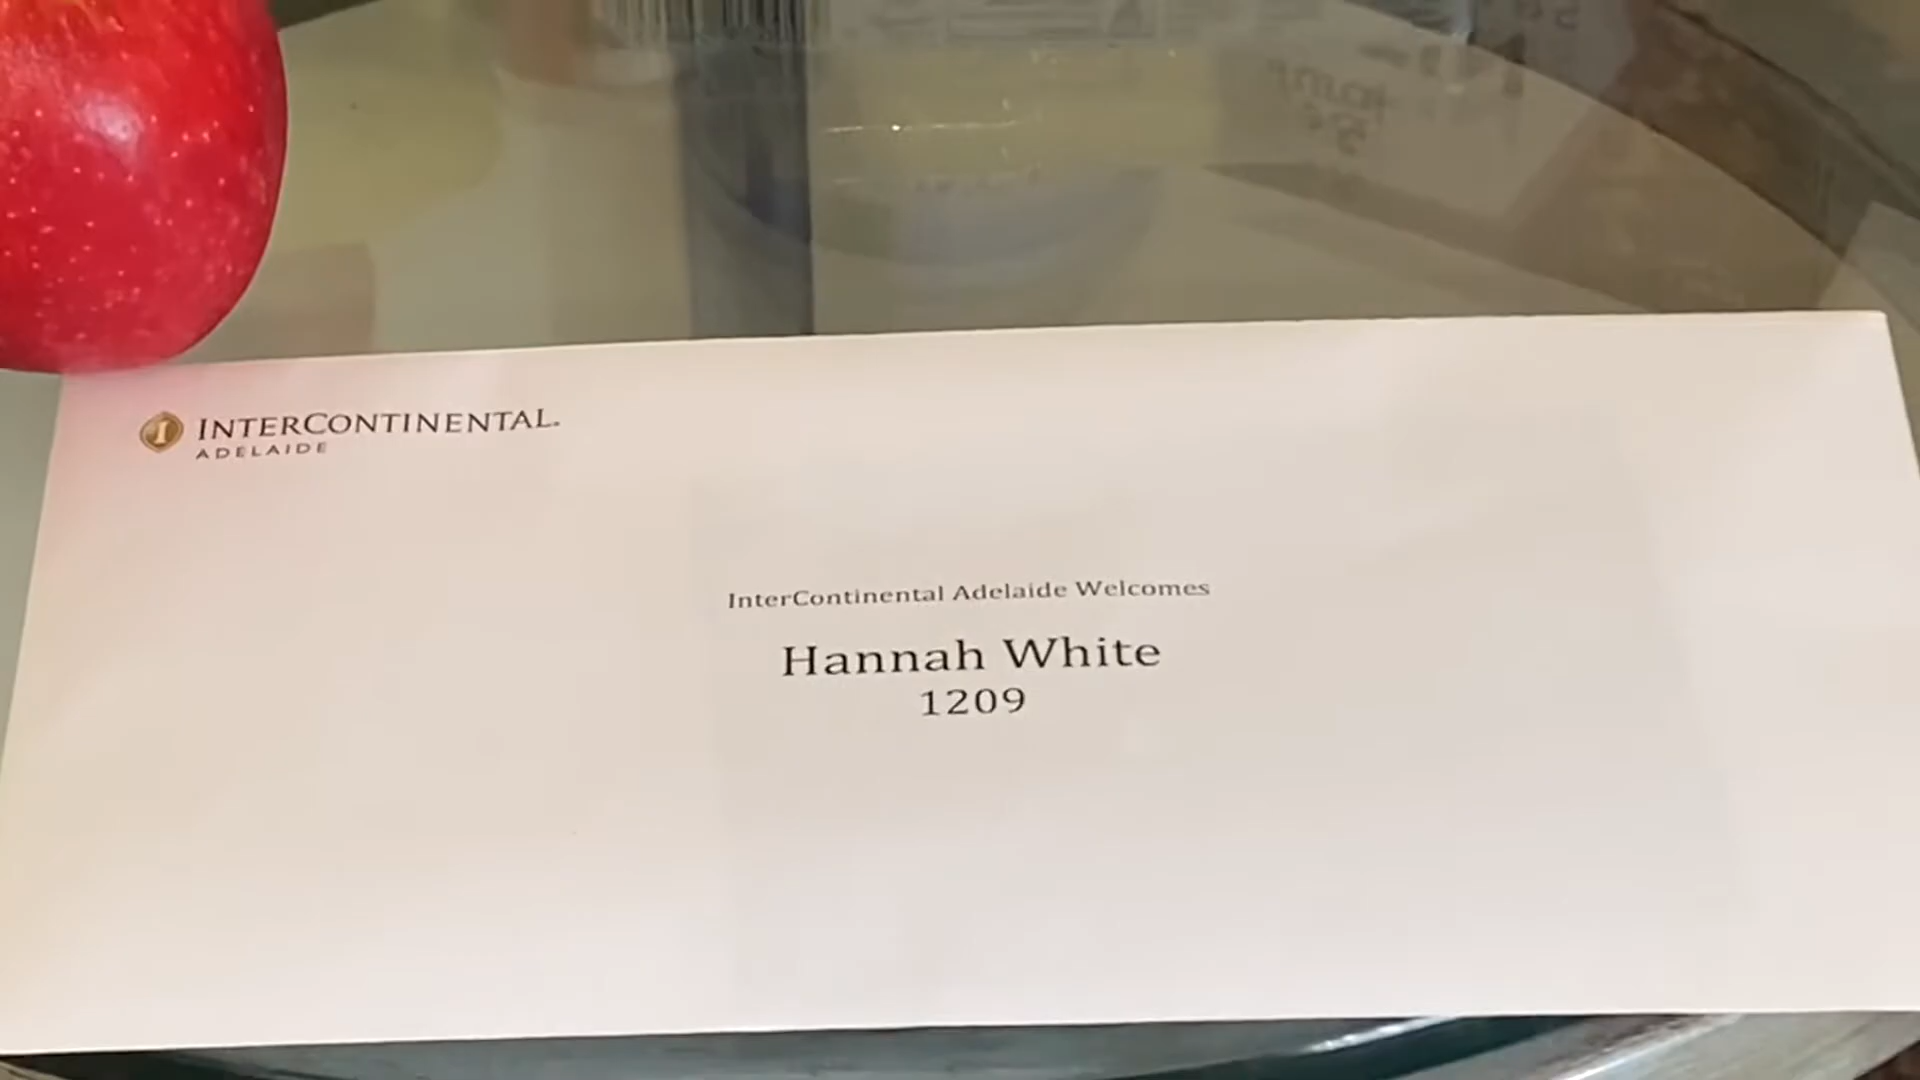 INTERCONTINENTAL.
ADELAIDE
InterContinental Adelaide Welcomes
Hannah White
1209